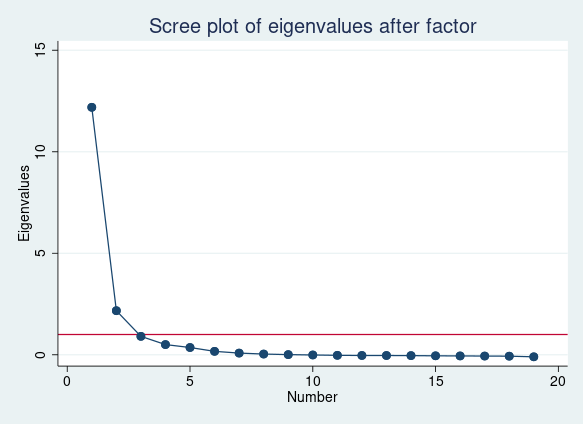 Scree plot of eigenvalues after factor
15
10
5
0
Eigenvalues
0 5 10 15 20
Number